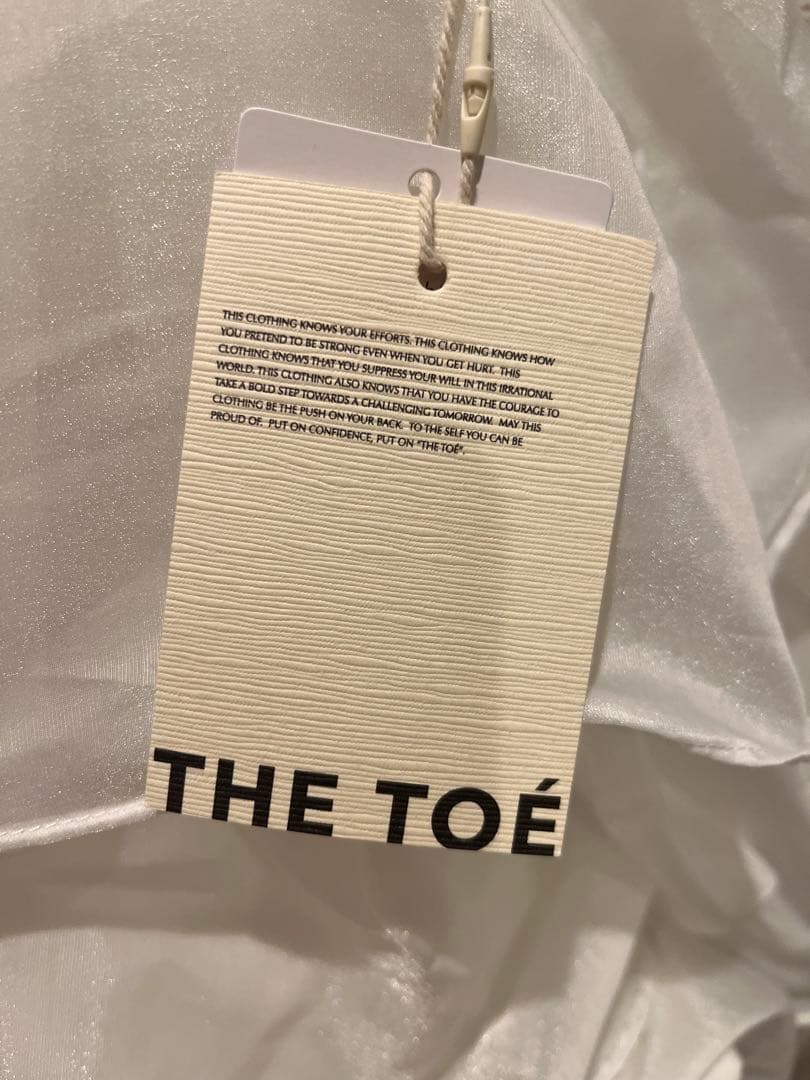 THIS CLOTHING KNOWS YOUR EFFORTS. THIS CLOTHING KNOWS HOW
YOU PRETEND TO BE STRONG EVEN WHEN YOU GET HURT. THIS
CLOTHING KNOWS THAT YOU SUPPRESS YOUR WILL IN THIS IRRATIONAL
WORLD. THIS CLOTHING ALSO KNOWS THAT YOU HAVE THE COURAGE TO
TAKE A BOLD STEP TOWARDS A CHALLENGING TOMORROW. MAY THIS
CLOTHING BE THE PUSH ON YOUR BACK. TO THE SELF YOU CAN BE
PROUD OF. PUT ON CONFIDENCE, PUT ON "THE TOÉ".
THE TOÉ